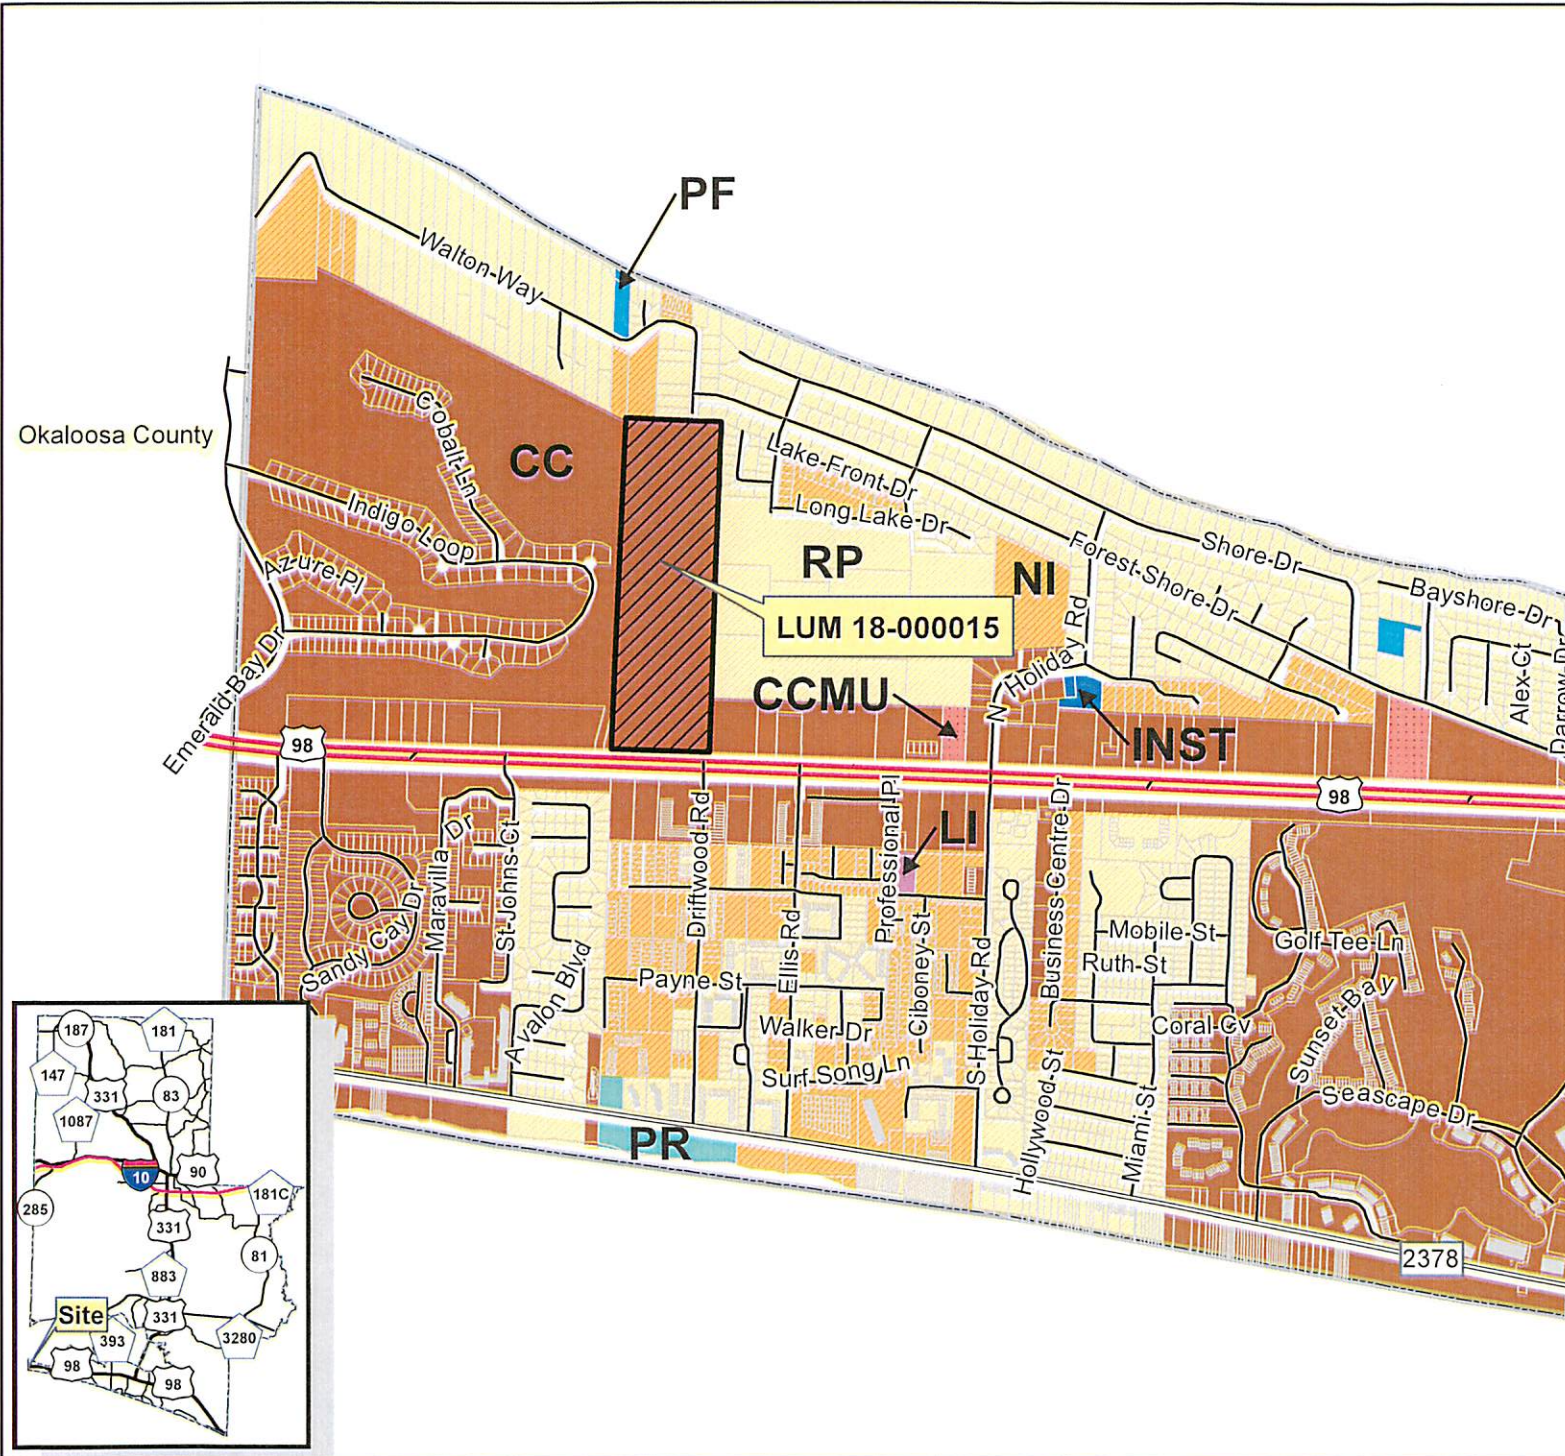 PF
Walton-Way
Okaloosa County
Cobalt-Ln
CC
Lake-Front-Dr
Indigo-Loop
Long-Lake-Dr
Azure-Pl
RP
Forest-Shore-Dr
Shore-Dr
NI
Bayshore-Dr
LUM 18-000015
N
Holiday-Rd
Alex-Ct
Darrow-Dr
Emerald-Bay Dr
CCMU
INST
98
98
LI
Driftwood-Rd
Professional-Pl
Business-Centre-Dr
Maravilla-Dr
St-Johns-Ct
Sandy Cay-Dr
Avalon Blvd
Ellis-Rd
Ciboney-St
S-Holiday-Rd
Mobile-St
Ruth-St
Golf-Tee-Ln
Payne-St
Walker-Dr
Surf-Song-Ln
Coral-Cv
Sunset-Bay
Hollywood-St
Miami-St
Seascape-Dr
PR
2378
187
181
147
331
83
1087
90
10
181C
285
331
81
883
Site
331
393
3280
98
98